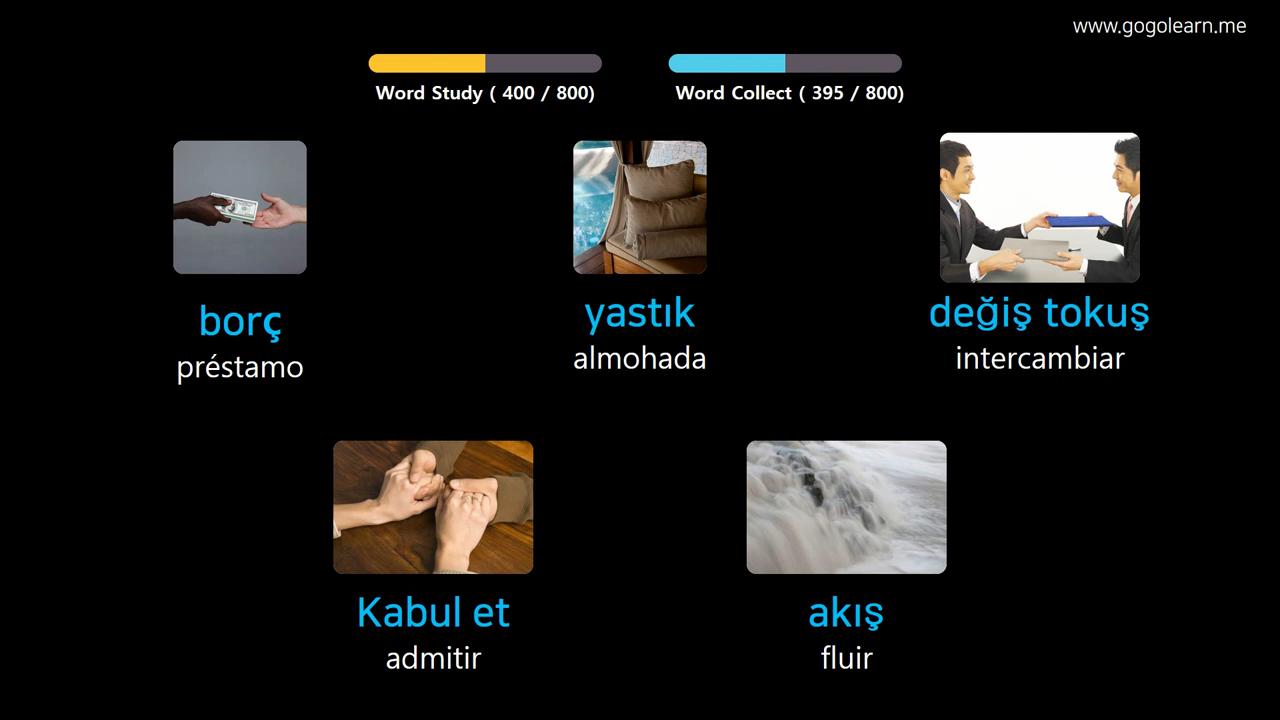 www.gogolearn.me
Word Study ( 400 / 800)
Word Collect ( 395 / 800)
borç
préstamo
yastık
almohada
değiş tokuş
intercambiar
Kabul et
admitir
akış
fluir